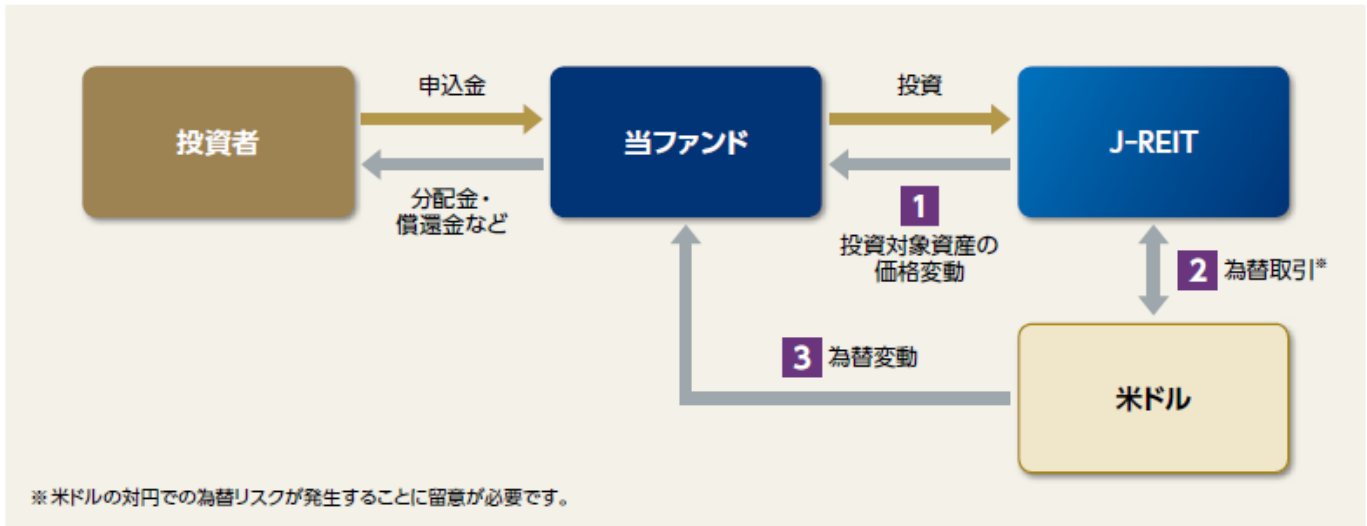 申込金
投資
投資者
当ファンド
J-REIT
分配金・
償還金など
1
投資対象資産の
価格変動
2 為替取引※
3 為替変動
米ドル
※米ドルの対円での為替リスクが発生することに留意が必要です。